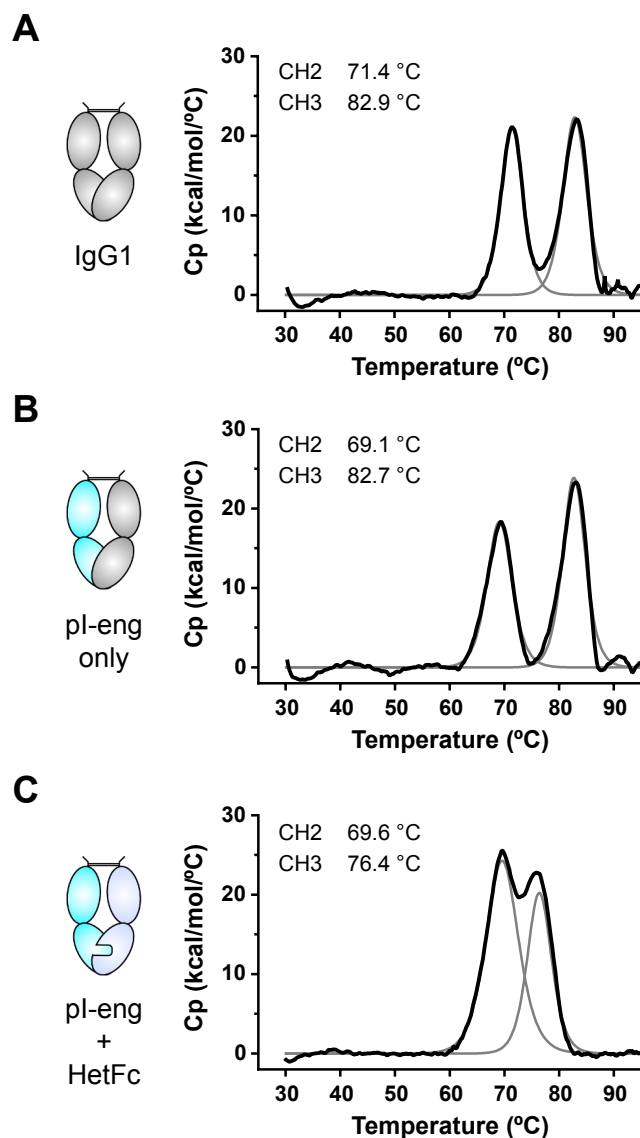 A
30
CH2 71.4 °C
CH3 82.9 °C
20
10
0
Cp (kcal/mol/ºC)
IgG1
30 40 50 60 70 80 90
Temperature (ºC)
B
30
CH2 69.1 °C
CH3 82.7 °C
20
10
0
Cp (kcal/mol/ºC)
pI-eng
only
30 40 50 60 70 80 90
Temperature (ºC)
C
30
CH2 69.6 °C
CH3 76.4 °C
20
10
0
Cp (kcal/mol/ºC)
pI-eng
+
HetFc
30 40 50 60 70 80 90
Temperature (ºC)